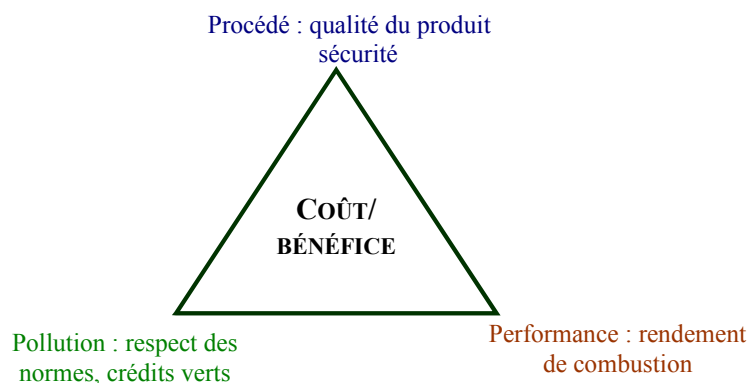 Procédé : qualité du produit
sécurité
COÛT/
BÉNÉFICE
Pollution : respect des
normes, crédits verts
Performance : rendement
de combustion